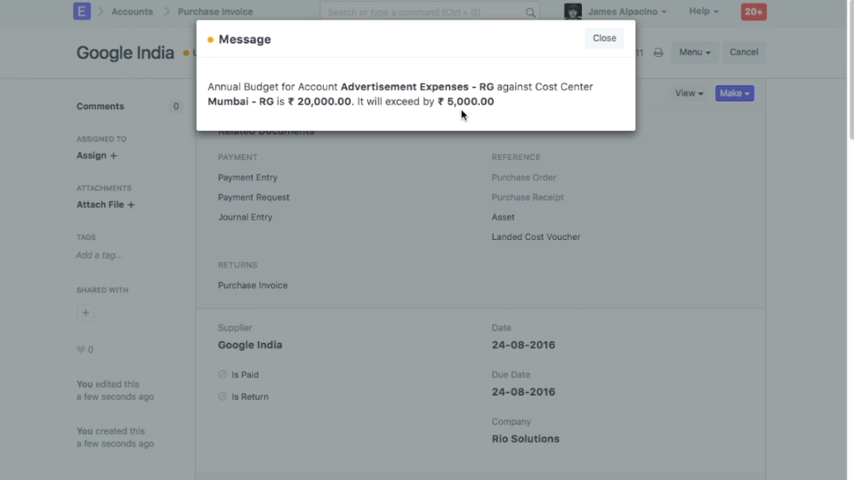 E Accounts Purchase Invoice Search or type a command (Ctrl + G) James Alpacino Help 20+
Google India
Menu Cancel
Message
Close
Annual Budget for Account Advertisement Expenses - RG against Cost Center
Mumbai - RG is ₹ 20,000.00. It will exceed by ₹ 5,000.00
View Make
Comments 0
ASSIGNED TO
Assign +
ATTACHMENTS
Attach File +
TAGS
Add a tag...
SHARED WITH
+
0
You edited this
a few seconds ago
You created this
a few seconds ago
Related Documents
PAYMENT
Payment Entry
Payment Request
Journal Entry
REFERENCE
Purchase Order
Purchase Receipt
Asset
Landed Cost Voucher
RETURNS
Purchase Invoice
Supplier
Google India
Is Paid
Is Return
Date
24-08-2016
Due Date
24-08-2016
Company
Rio Solutions